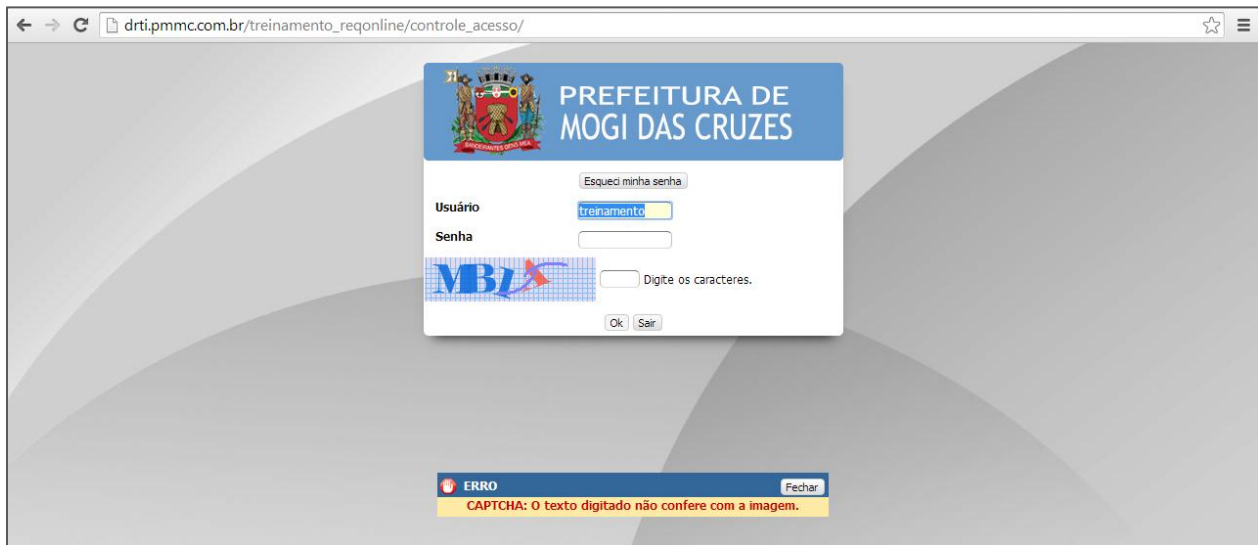 drti.pmmc.com.br/treinamento_reqonline/controle_acesso/
PREFEITURA DE
MOGI DAS CRUZES
Esqueci minha senha
Usuário treinamento
Senha
Digite os caracteres.
Ok Sair
ERRO Fechar
CAPTCHA: O texto digitado não confere com a imagem.